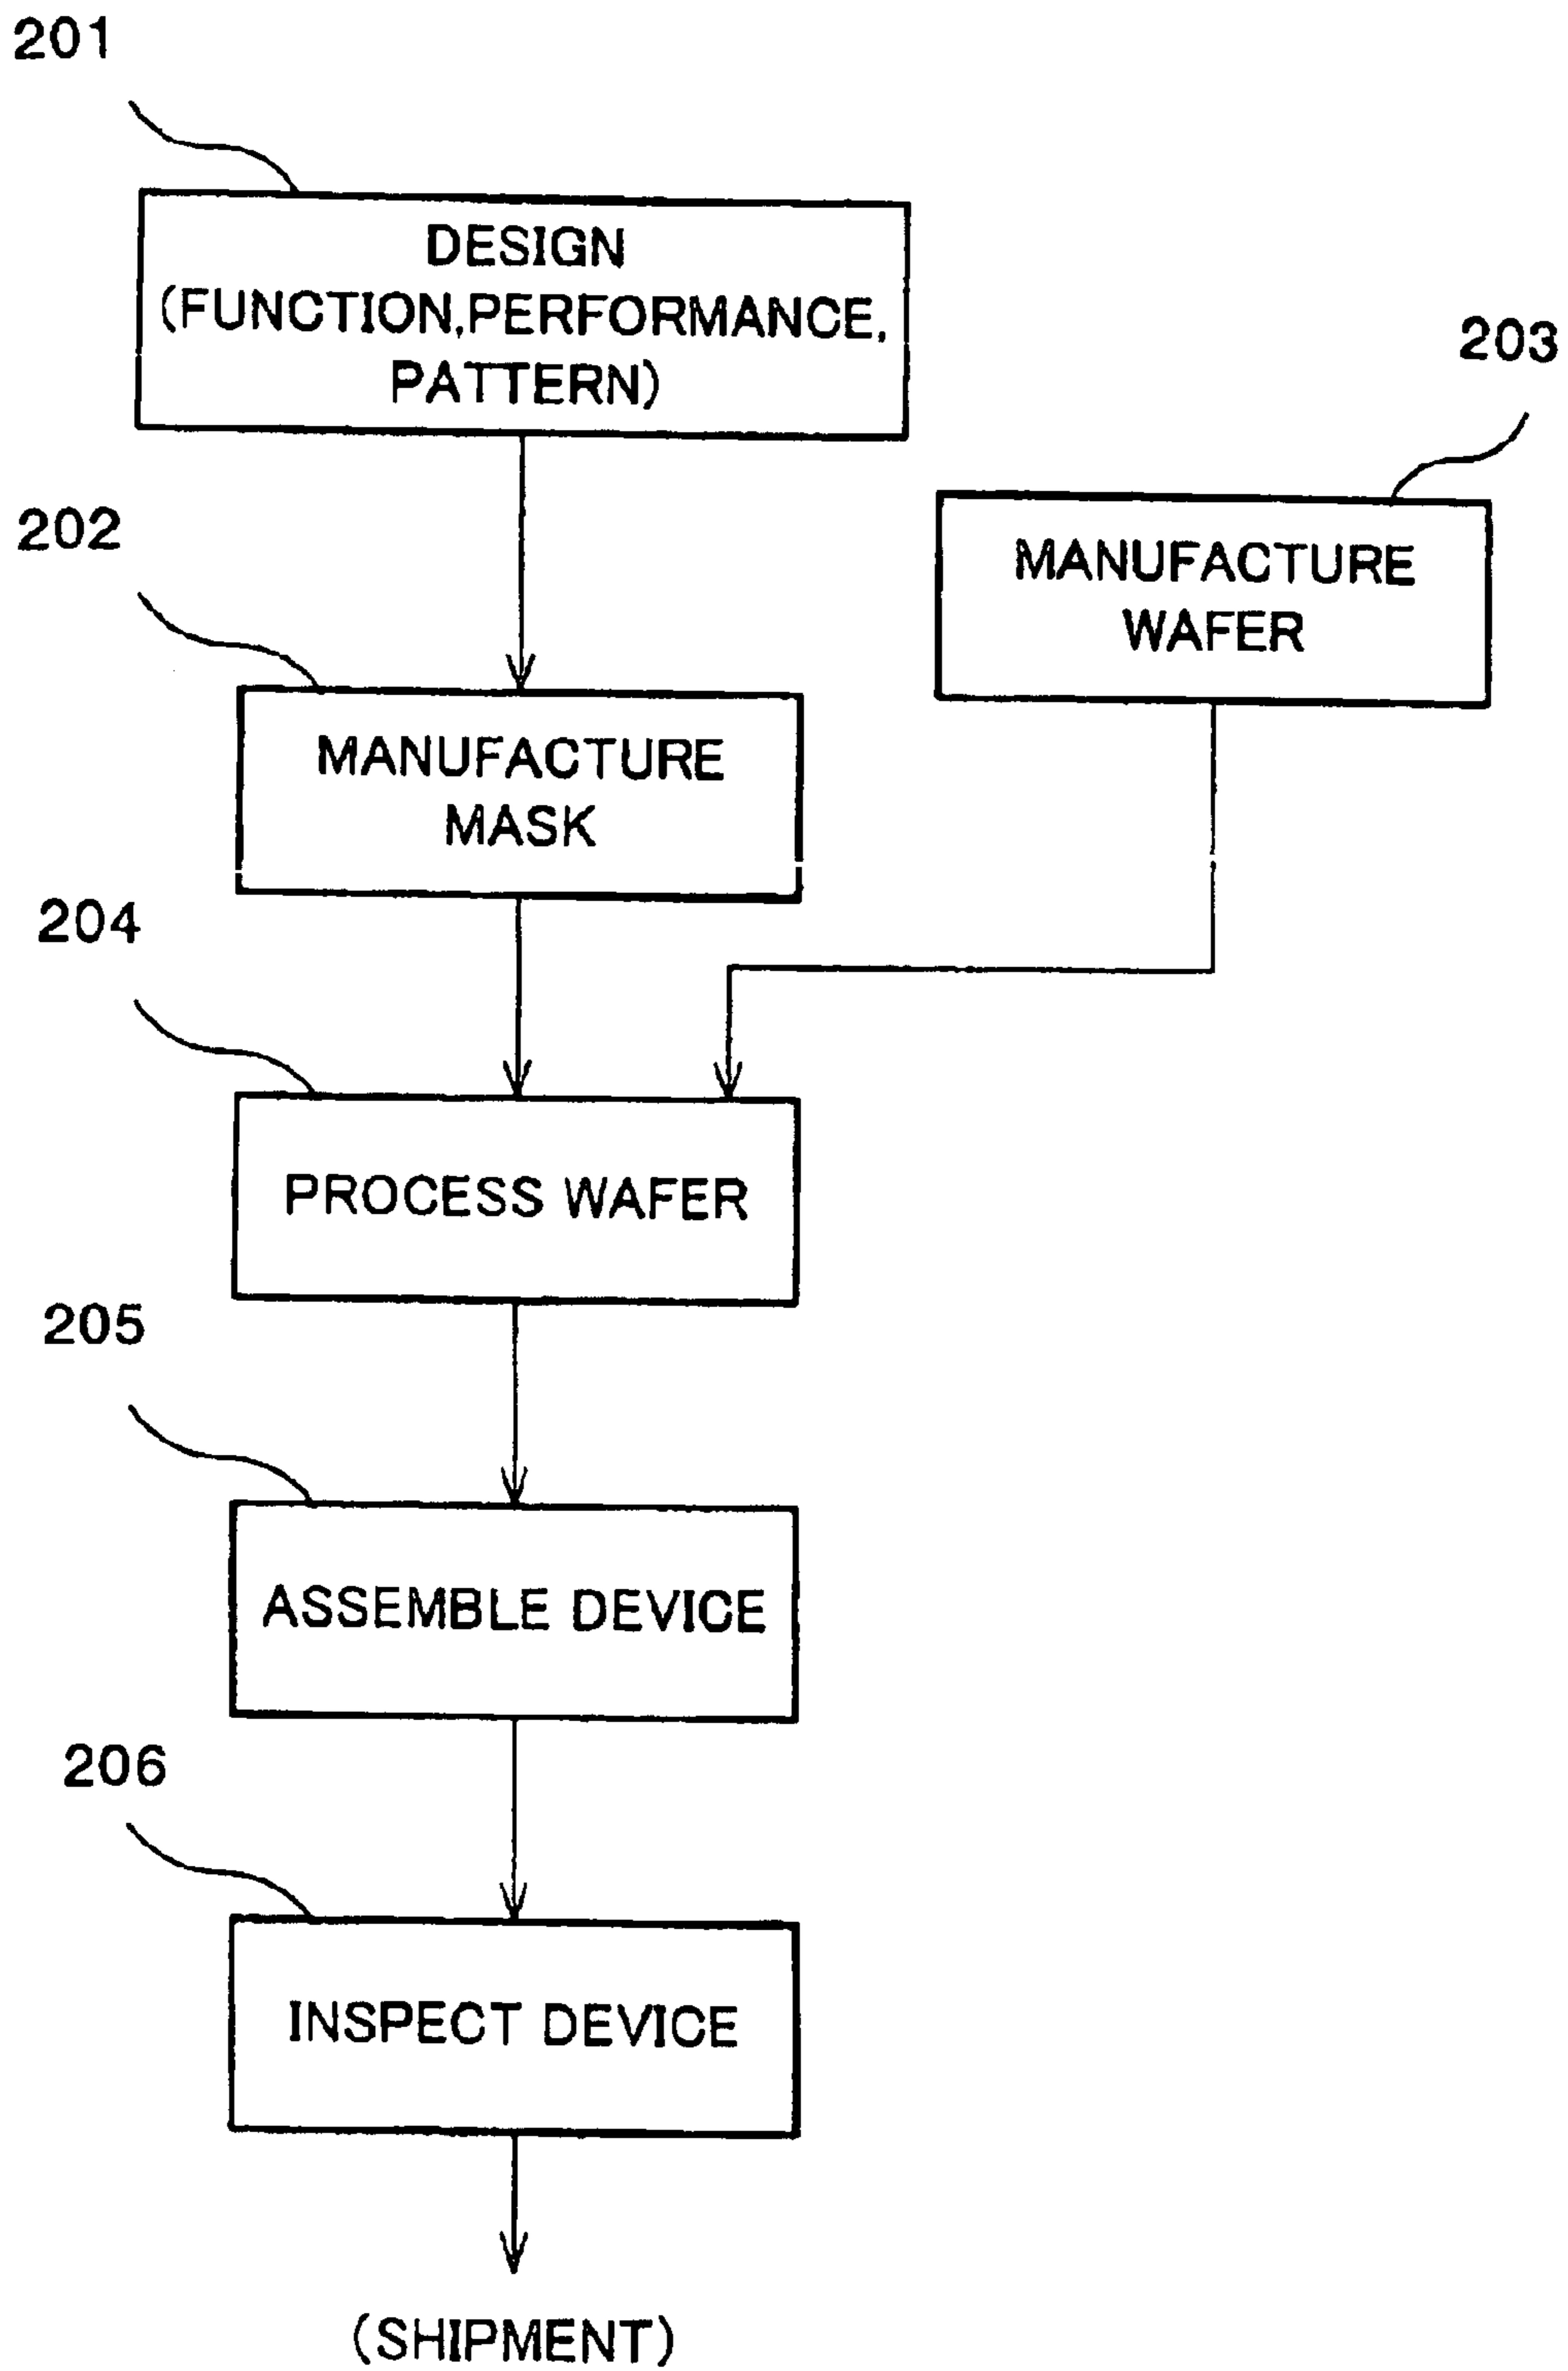 201
DESIGN
(FUNCTION,PERFORMANCE,
PATTERN)
203
MANUFACTURE
WAFER
202
MANUFACTURE
MASK
204
PROCESS WAFER
205
ASSEMBLE DEVICE
206
INSPECT DEVICE
(SHIPMENT)